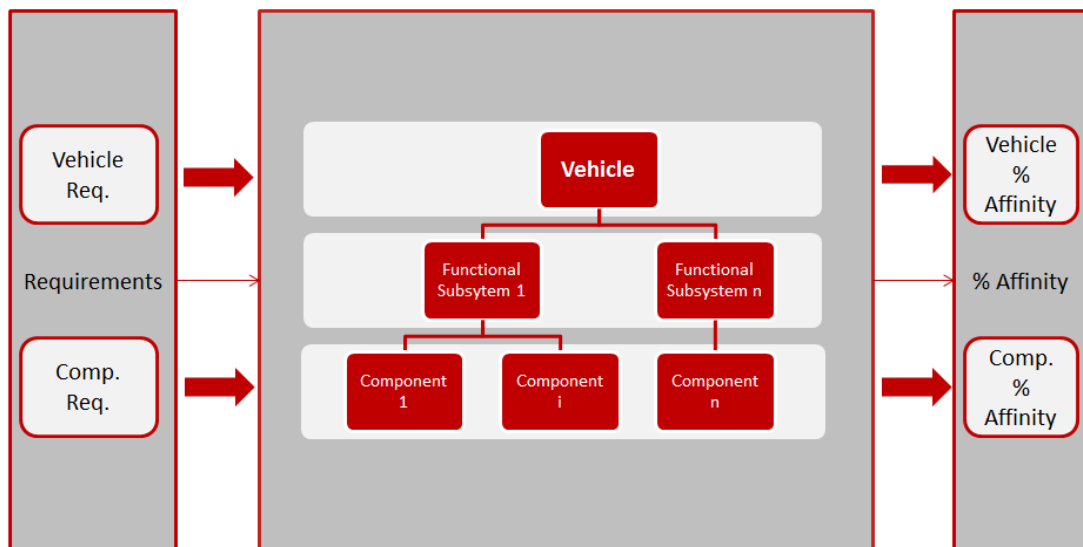 Vehicle
Req.
Requirements
Comp.
Req.
Vehicle
Functional
Subsytem 1
Functional
Subsystem n
Component
1
Component
i
Component
n
Vehicle
%
Affinity
% Affinity
Comp.
%
Affinity